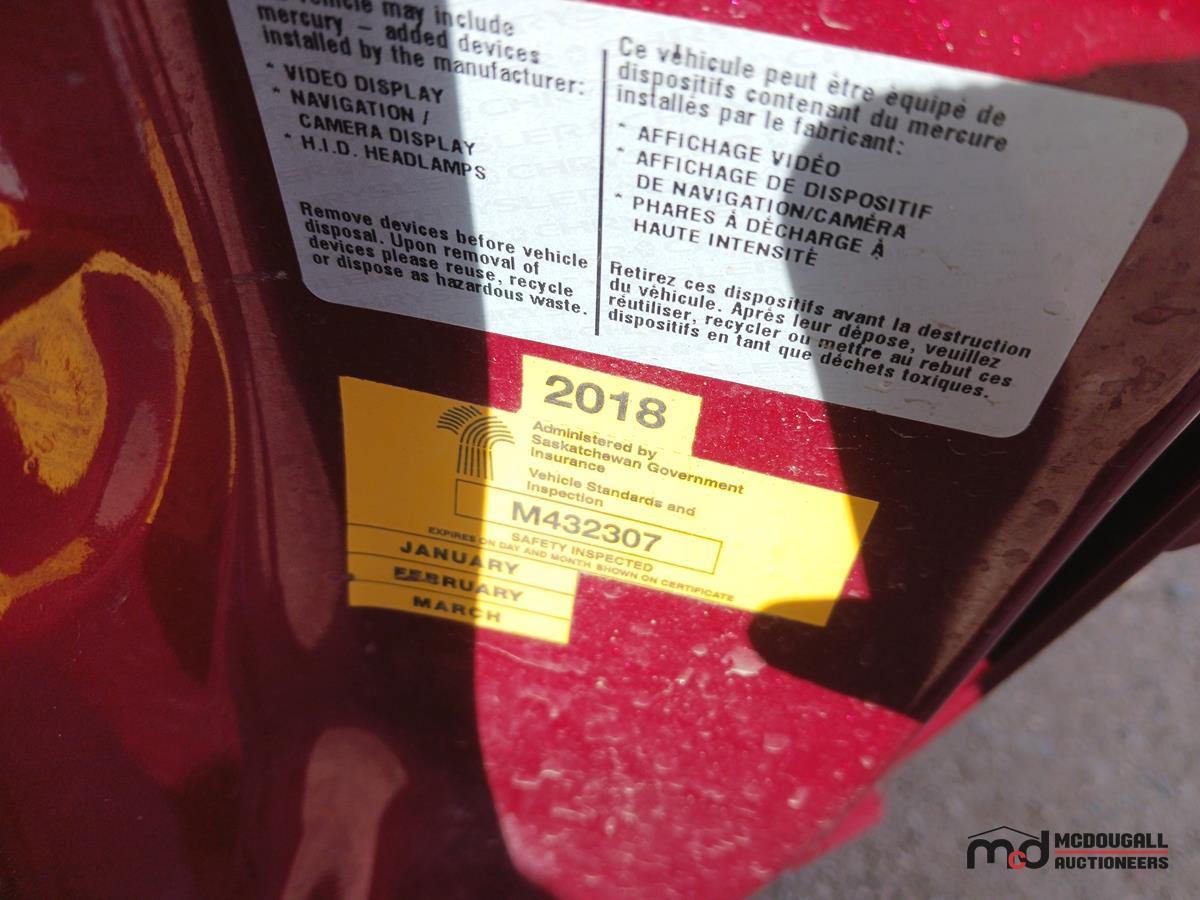 vehicle may include
mercury – added devices
installed by the manufacturer:
* VIDEO DISPLAY
* NAVIGATION /
CAMERA DISPLAY
* H.I.D. HEADLAMPS
Remove devices before vehicle
disposal. Upon removal of
devices please reuse, recycle
or dispose as hazardous waste.
Ce véhicule peut être équipé de
dispositifs contenant du mercure
installés par le fabricant:
* AFFICHAGE VIDÉO
* AFFICHAGE DE DISPOSITIF
DE NAVIGATION/CAMÉRA
* PHARES À DÉCHARGE À
HAUTE INTENSITÉ
Retirez ces dispositifs avant la destruction
du véhicule. Après leur dépose, veuillez
réutiliser, recycler ou mettre au rebut ces
dispositifs en tant que déchets toxiques.
2018
Administered by
Saskatchewan Government
Insurance
Vehicle Standards and
Inspection
M432307
SAFETY INSPECTED
EXPIRES ON DAY AND MONTH SHOWN ON CERTIFICATE
JANUARY
FEBRUARY
MARCH
mcd MCDOUGALL
AUCTIONEERS